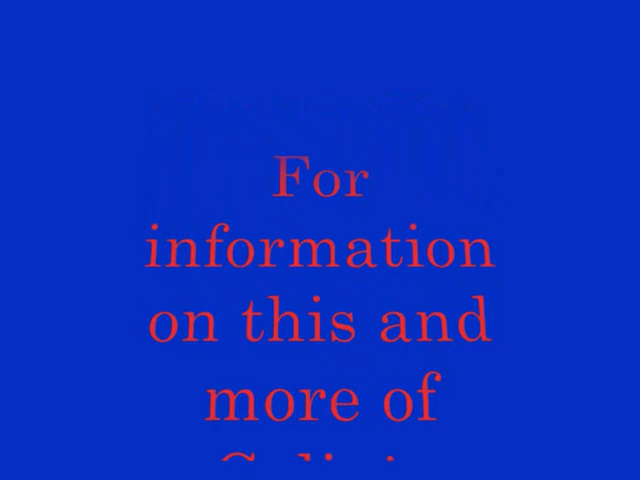 For
information
on this and
more of